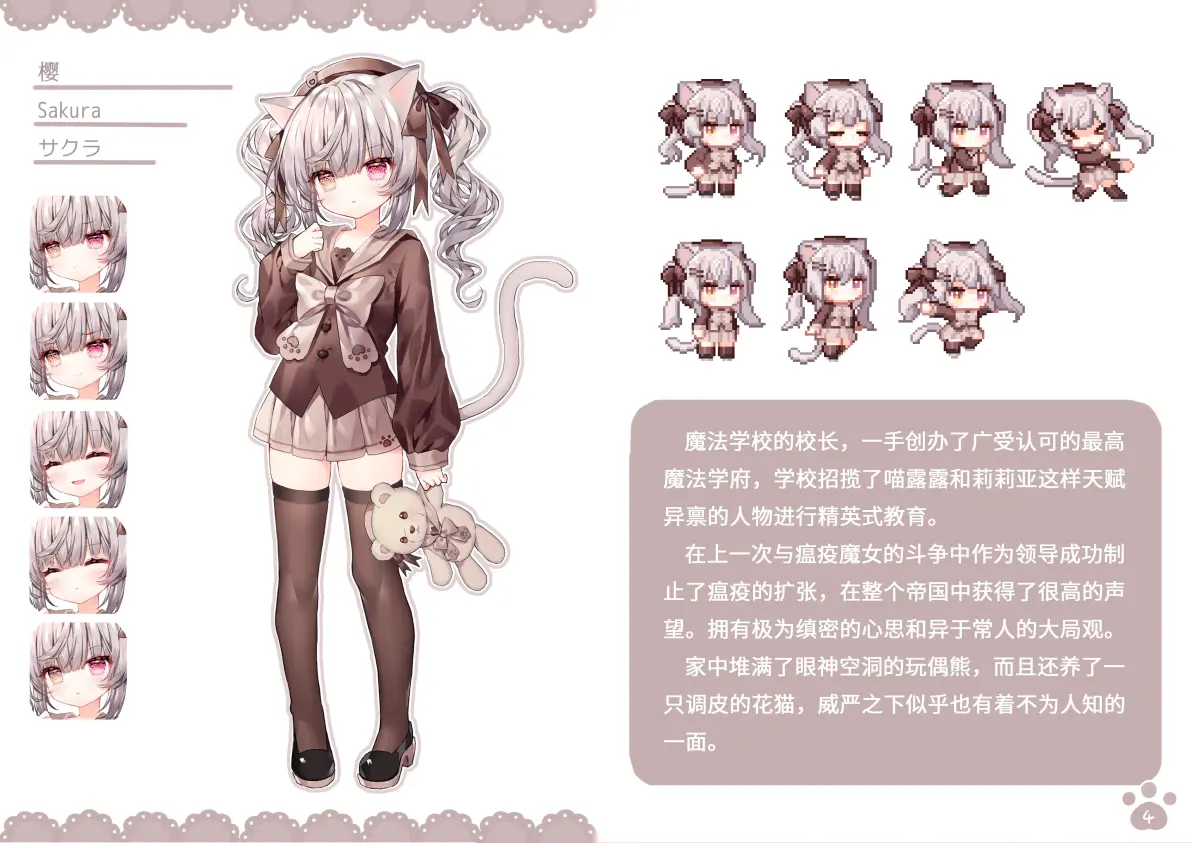 樱
Sakura
サクラ
魔法学校的校长，一手创办了广受认可的最高
魔法学府，学校招揽了喵露露和莉莉亚这样天赋
异禀的人物进行精英式教育。
在上一次与瘟疫魔女的斗争中作为领导成功制
止了瘟疫的扩张，在整个帝国中获得了很高的声
望。拥有极为缜密的心思和异于常人的大局观。
家中堆满了眼神空洞的玩偶熊，而且还养了一
只调皮的花猫，威严之下似乎也有着不为人知的
一面。
4